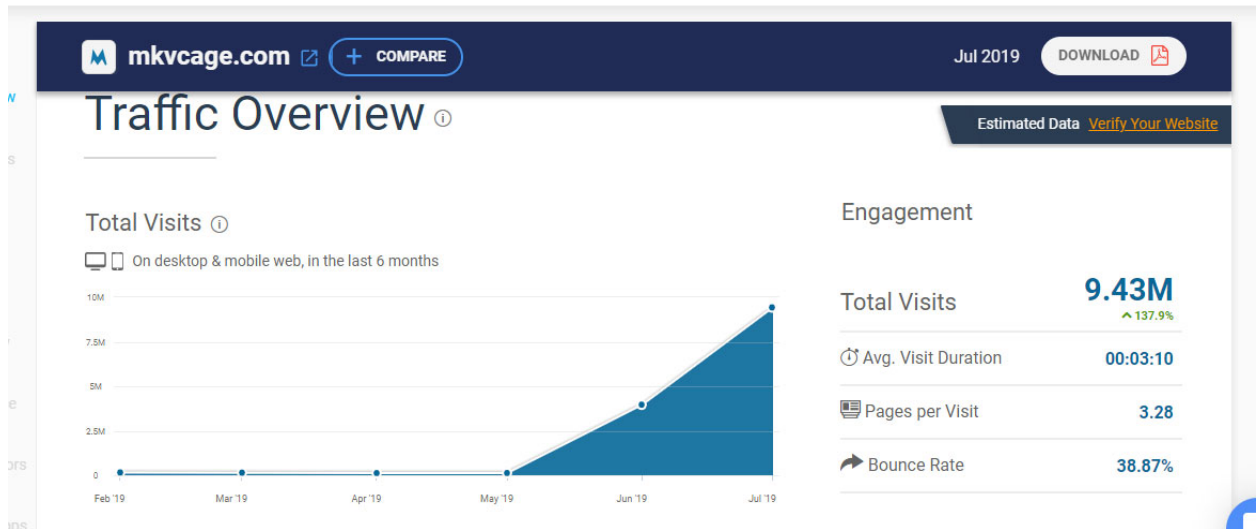 mkvcage.com + COMPARE Jul 2019 DOWNLOAD
Traffic Overview
Estimated Data Verify Your Website
Total Visits
On desktop & mobile web, in the last 6 months
10M
7.5M
5M
2.5M
0
Feb '19 Mar '19 Apr '19 May '19 Jun '19 Jul '19
Engagement
Total Visits 9.43M
137.9%
Avg. Visit Duration 00:03:10
Pages per Visit 3.28
Bounce Rate 38.87%